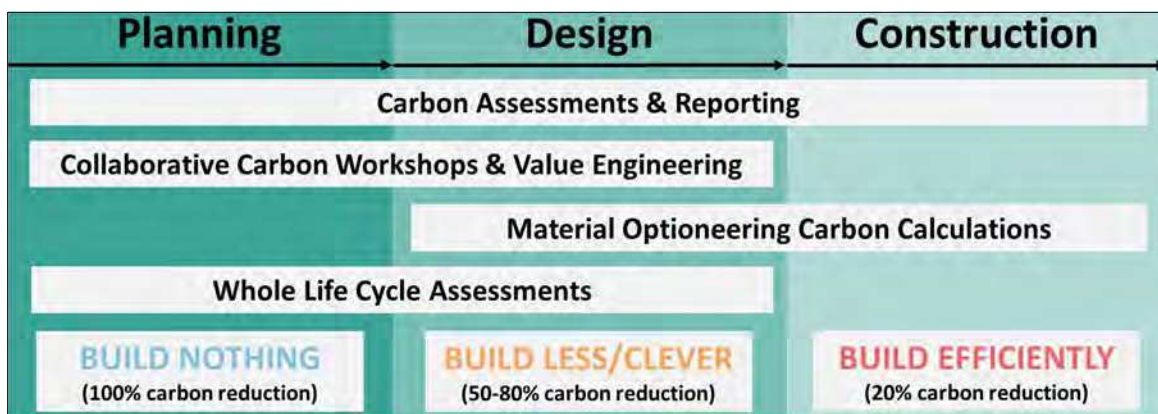 Planning Design Construction
Carbon Assessments & Reporting
Collaborative Carbon Workshops & Value Engineering
Material Optioneering Carbon Calculations
Whole Life Cycle Assessments
BUILD NOTHING BUILD LESS/CLEVER BUILD EFFICIENTLY
(100% carbon reduction) (50-80% carbon reduction) (20% carbon reduction)